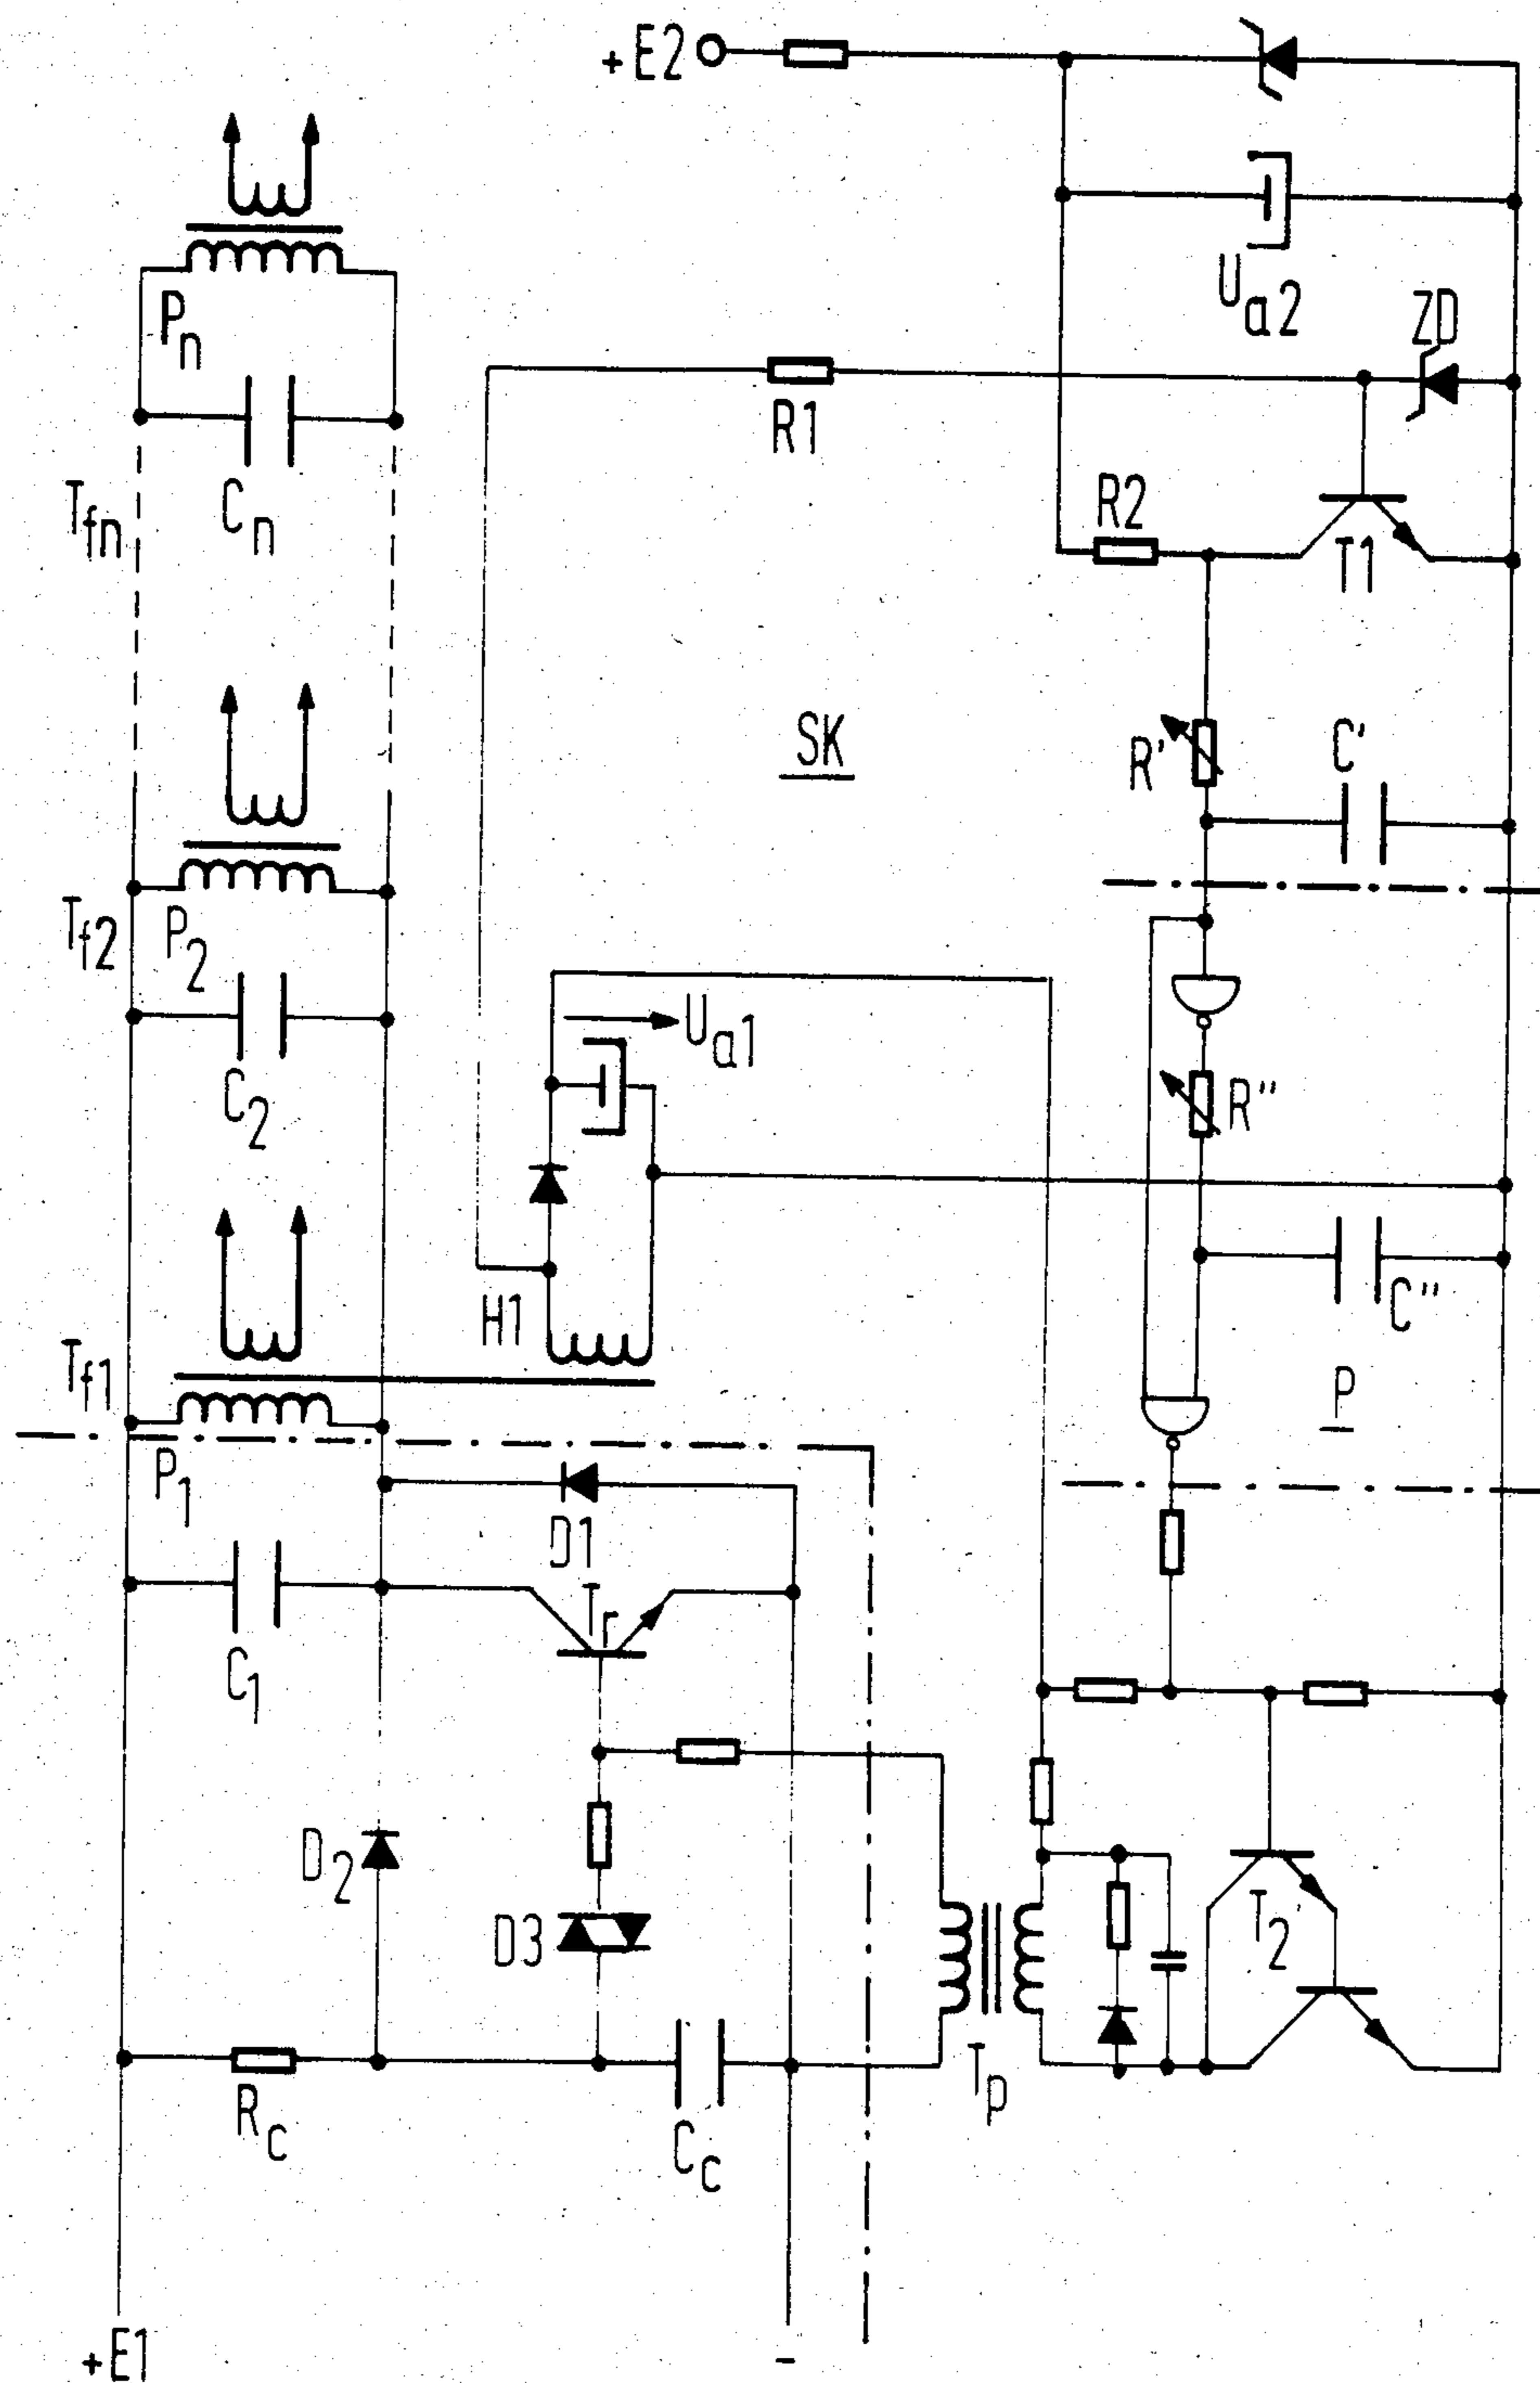 +E2
Ua2
ZD
Pn
R1
Cn
Tfn
R2
T1
SK
R'
C'
Tf2
P2
Ua1
C2
R"
H1
C"
Tf1
P
P1
D1
Tr
C1
D2
D3
T2'
Tp
Rc
Cc
+E1
-